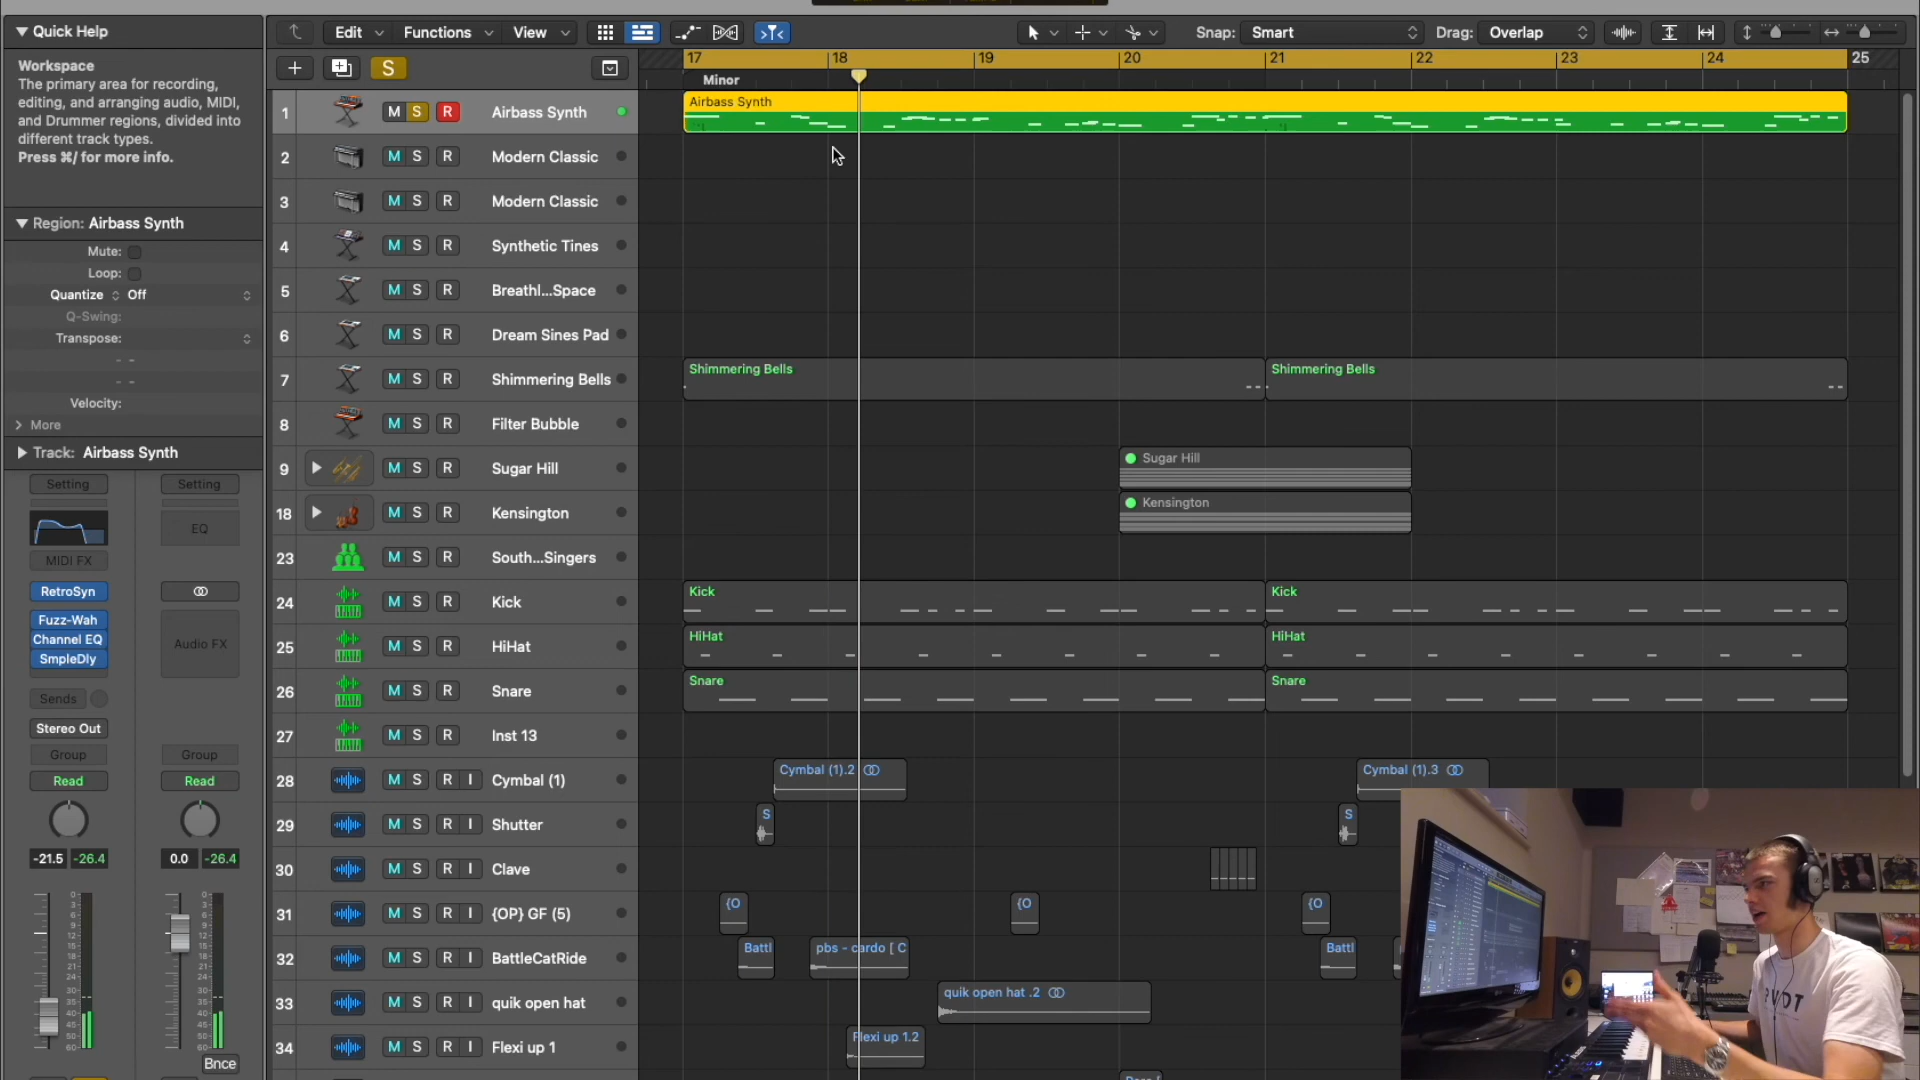 Quick Help
Workspace
The primary area for recording,
editing, and arranging audio, MIDI,
and Drummer regions, divided into
different track types.
Press ⌘/ for more info.
Region: Airbass Synth
Mute:
Loop:
Quantize Off
Q-Swing:
Transpose:
Velocity:
More
Track: Airbass Synth
Setting Setting
EQ
MIDI FX
RetroSyn
Fuzz-Wah
Channel EQ
SmpleDly
Audio FX
Sends
Stereo Out
Group Group
Read Read
-21.5 -26.4 0.0 -26.4
Bnce
Edit Functions View Snap: Smart Drag: Overlap
S
17 18 19 20 21 22 23 24 25
Minor
1 M S R Airbass Synth
Airbass Synth
2 M S R Modern Classic
3 M S R Modern Classic
4 M S R Synthetic Tines
5 M S R Breathl...Space
6 M S R Dream Sines Pad
7 M S R Shimmering Bells
Shimmering Bells Shimmering Bells
8 M S R Filter Bubble
9 M S R Sugar Hill
Sugar Hill
18 M S R Kensington
Kensington
23 M S R South...Singers
24 M S R Kick
Kick Kick
25 M S R HiHat
HiHat HiHat
26 M S R Snare
Snare Snare
27 M S R Inst 13
28 M S R I Cymbal (1)
Cymbal (1).2 Cymbal (1).3
29 M S R I Shutter
S S
30 M S R I Clave
31 M S R I {OP} GF (5)
{O {O {O
32 M S R I BattleCatRide
Battl pbs - cardo [ C Battl
33 M S R I quik open hat
quik open hat .2
34 M S R I Flexi up 1
Flexi up 1.2